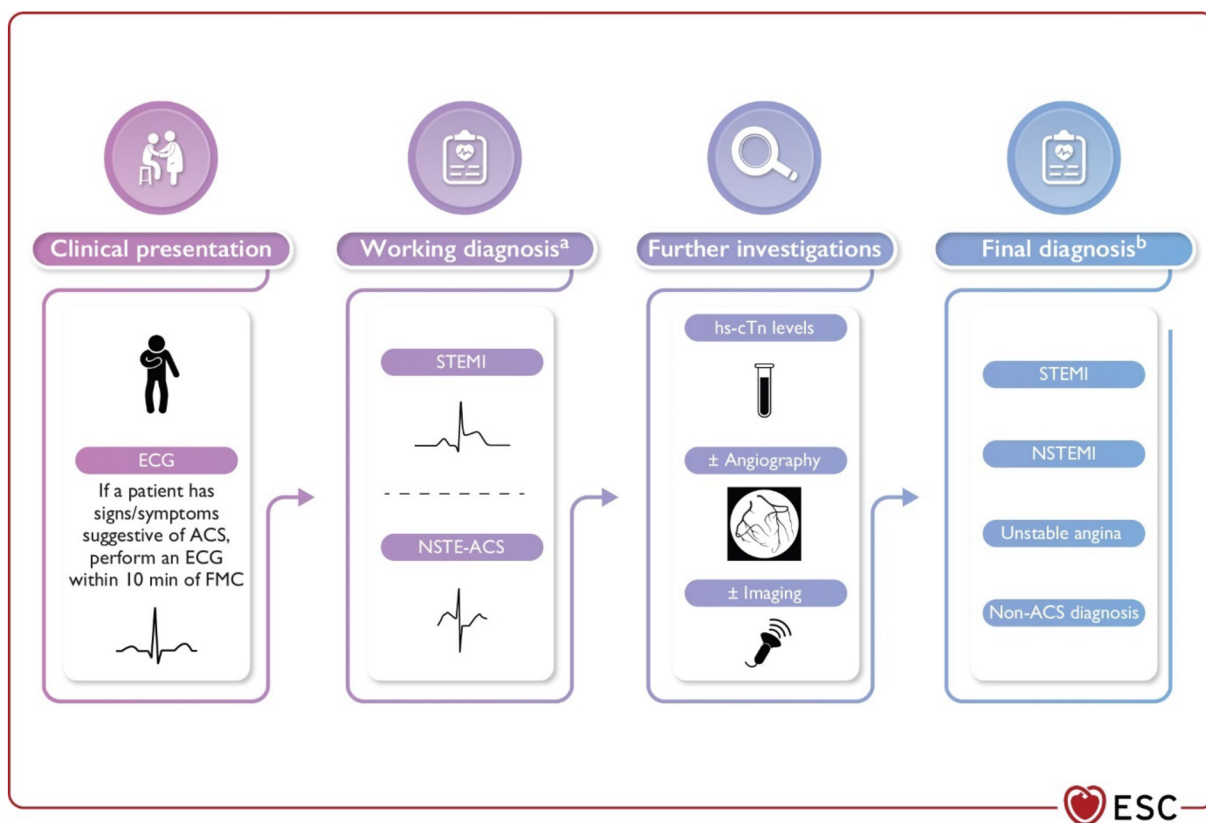 Clinical presentation
ECG
If a patient has
signs/symptoms
suggestive of ACS,
perform an ECG
within 10 min of FMC
Working diagnosisᵃ
STEMI
NSTE-ACS
Further investigations
hs-cTn levels
± Angiography
± Imaging
Final diagnosisᵇ
STEMI
NSTEMI
Unstable angina
Non-ACS diagnosis
ESC